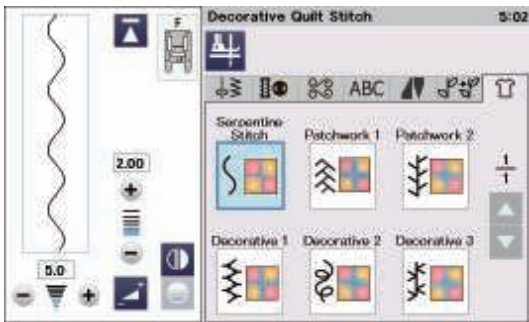 F
2.00
5.0
Decorative Quilt Stitch 5:02
ABC
Serpentine Stitch
Patchwork 1
Patchwork 2
1
1
Decorative 1
Decorative 2
Decorative 3